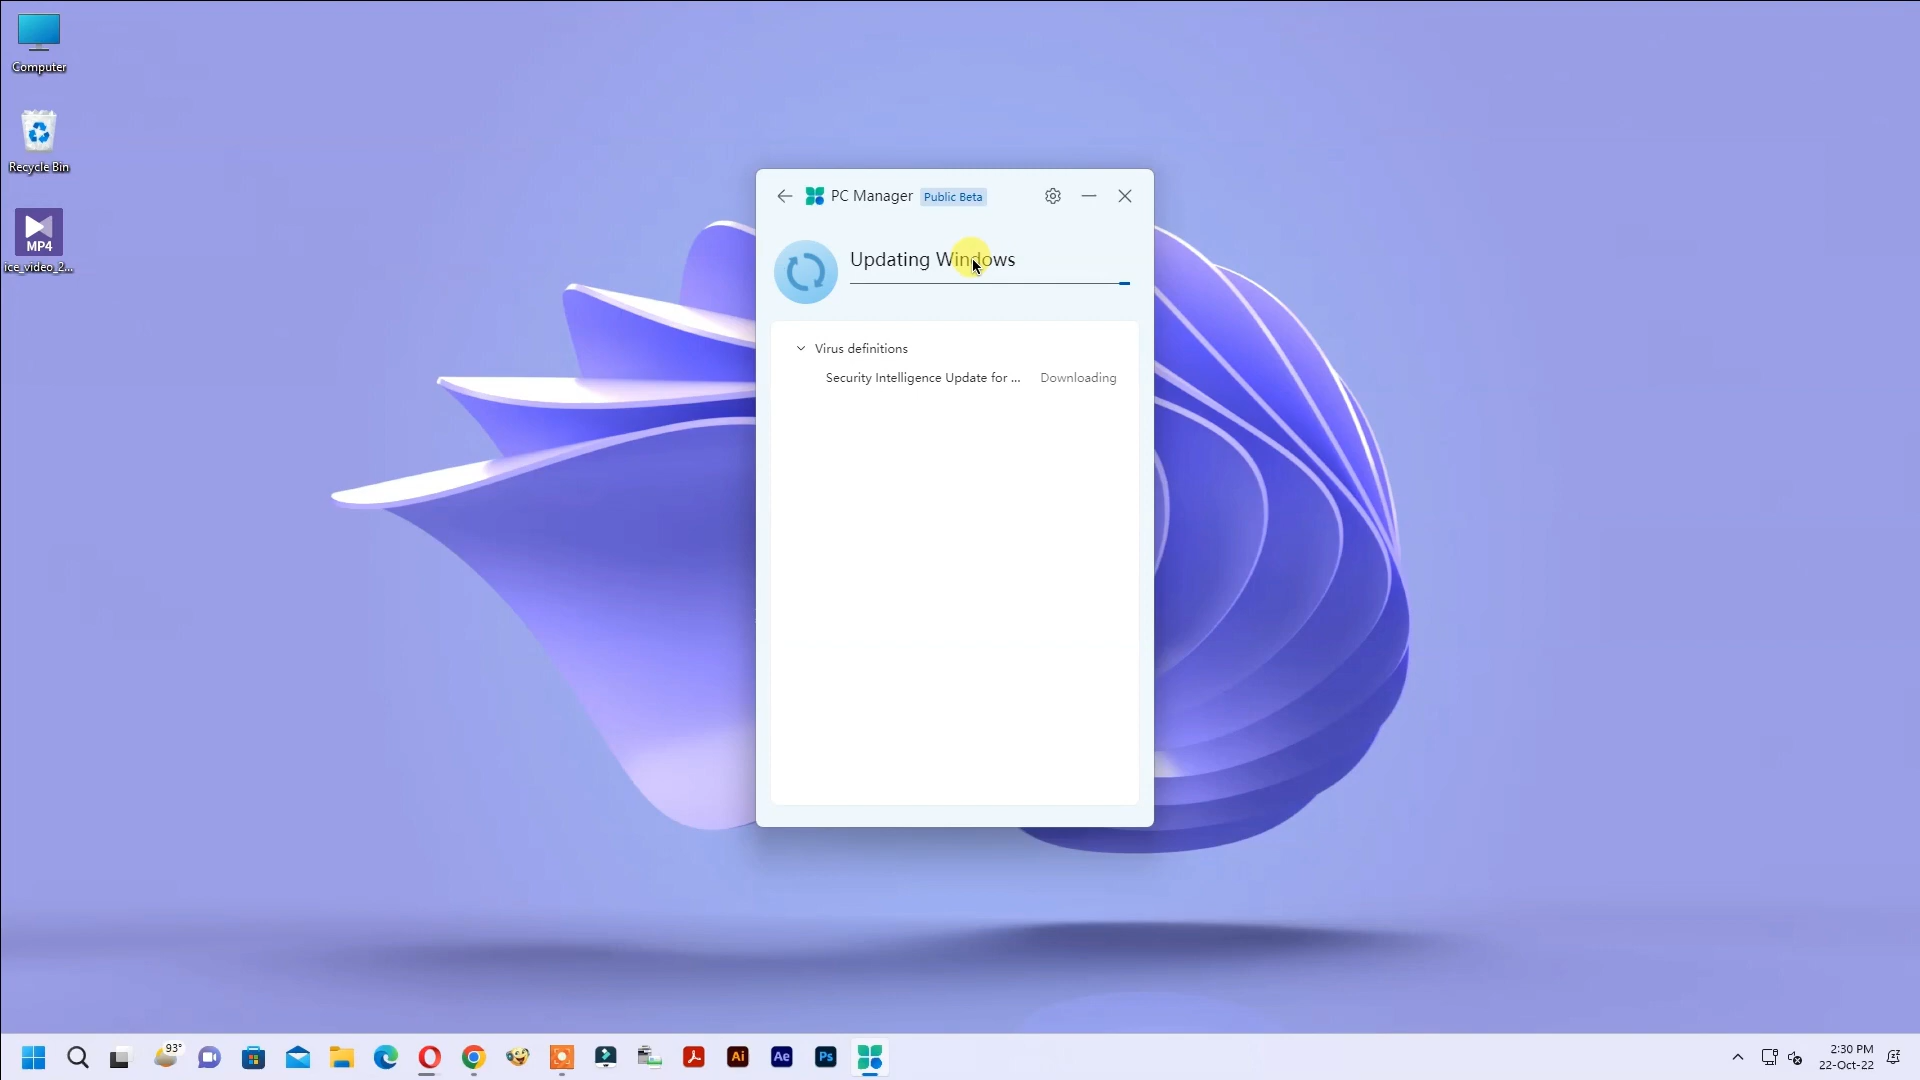 Computer
Recycle Bin
MP4
ice_video_2...
PC Manager Public Beta
Updating Windows
Virus definitions
Security Intelligence Update for ... Downloading
93°
Ai
Ae
Ps
2:30 PM
22-Oct-22